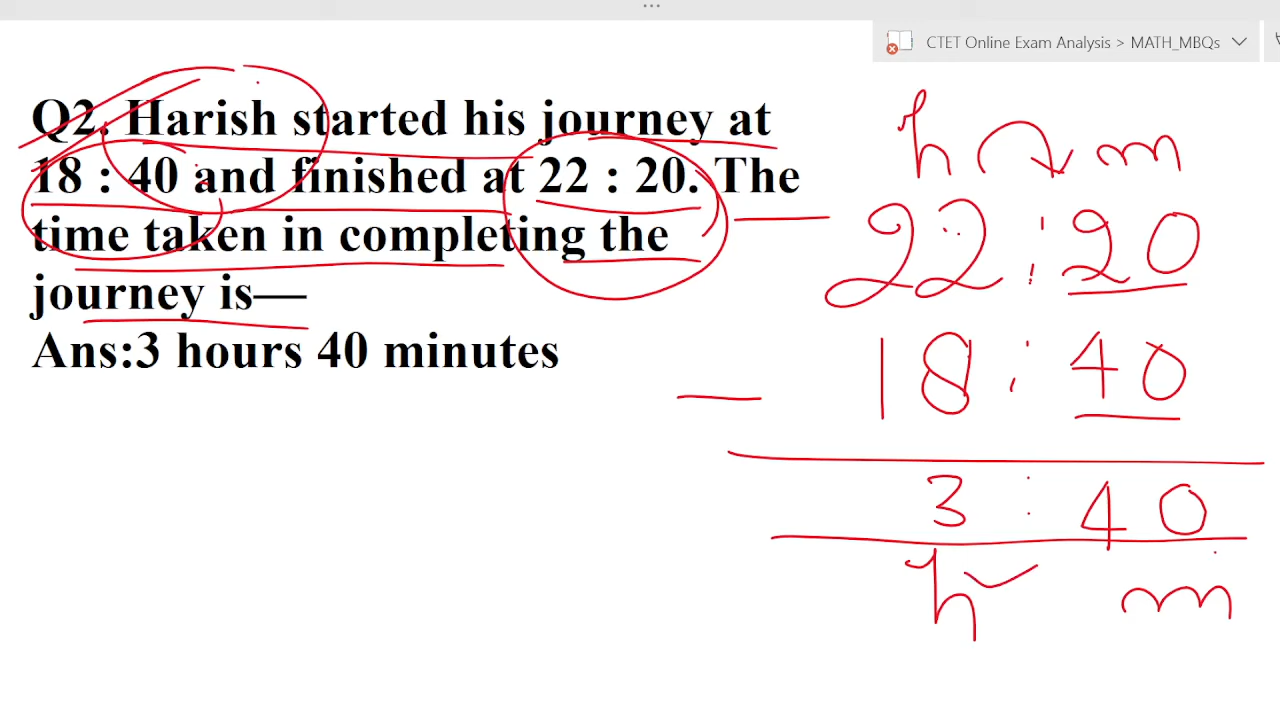 ...
CTET Online Exam Analysis > MATH_MBQs
Q2. Harish started his journey at
18 : 40 and finished at 22 : 20. The
time taken in completing the
journey is—
Ans:3 hours 40 minutes
h m
22 : 20
— 18 : 40
3 : 40
h m